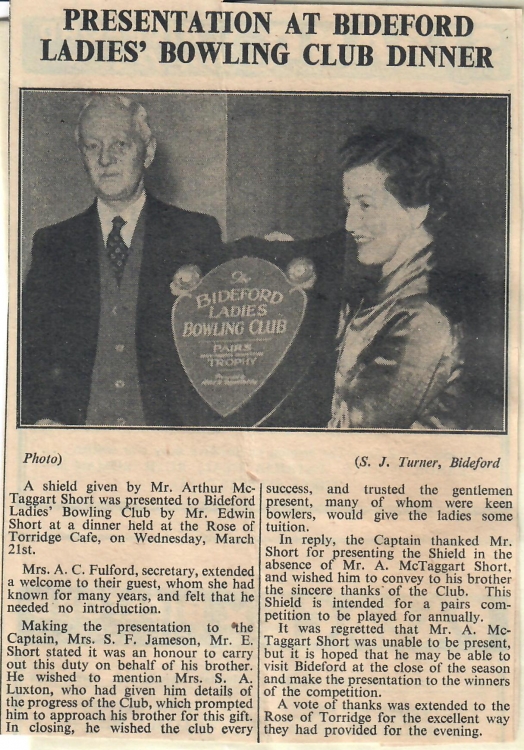 PRESENTATION AT BIDEFORD
LADIES' BOWLING CLUB DINNER
The
BIDEFORD
LADIES
BOWLING CLUB
PAIRS
TROPHY
Photo)
(S. J. Turner, Bideford
A shield given by Mr. Arthur Mc-
Taggart Short was presented to Bideford
Ladies' Bowling Club by Mr. Edwin
Short at a dinner held at the Rose of
Torridge Cafe, on Wednesday, March
21st.
Mrs. A. C. Fulford, secretary, extended
a welcome to their guest, whom she had
known for many years, and felt that he
needed no introduction.
Making the presentation to the
Captain, Mrs. S. F. Jameson, Mr. E.
Short stated it was an honour to carry
out this duty on behalf of his brother.
He wished to mention Mrs. S. A.
Luxton, who had given him details of
the progress of the Club, which prompted
him to approach his brother for this gift.
In closing, he wished the club every
success, and trusted the gentlemen
present, many of whom were keen
bowlers, would give the ladies some
tuition.
In reply, the Captain thanked Mr.
Short for presenting the Shield in the
absence of Mr. A. McTaggart Short,
and wished him to convey to his brother
the sincere thanks of the Club. This
Shield is intended for a pairs com-
petition to be played for annually.
It was regretted that Mr. A. Mc-
Taggart Short was unable to be present,
but it is hoped that he may be able to
visit Bideford at the close of the season
and make the presentation to the winners
of the competition.
A vote of thanks was extended to the
Rose of Torridge for the excellent way
they had provided for the evening.